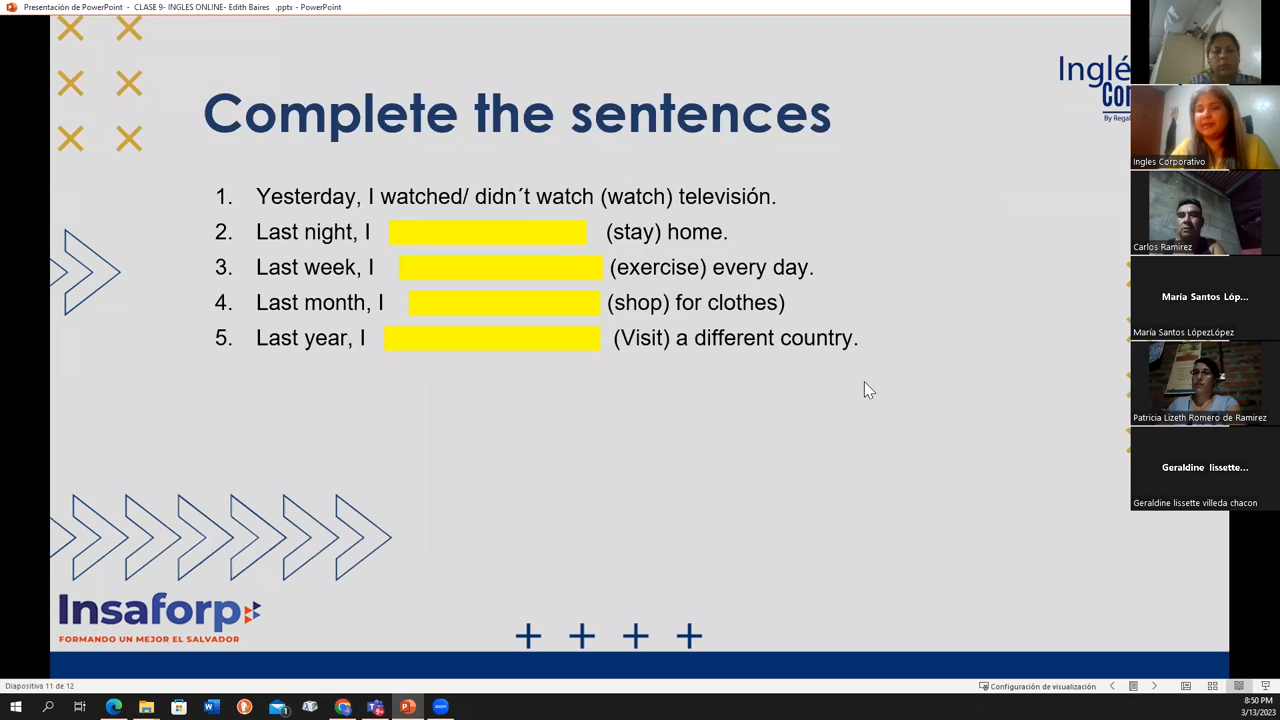 Presentación de PowerPoint - CLASE 9- INGLES ONLINE- Edith Baires .pptx - PowerPoint
Inglé
Cor
By Regal
Complete the sentences
1. Yesterday, I watched/ didn´t watch (watch) televisión.
2. Last night, I (stay) home.
3. Last week, I (exercise) every day.
4. Last month, I (shop) for clothes)
5. Last year, I (Visit) a different country.
Insaforp
FORMANDO UN MEJOR EL SALVADOR
Ingles Corporativo
Carlos Ramirez
María Santos Lóp...
María Santos LópezLópez
Patricia Lizeth Romero de Ramirez
Geraldine lissette...
Geraldine lissette villeda chacon
Diapositiva 11 de 12
Configuración de visualización
8:50 PM
3/13/2023